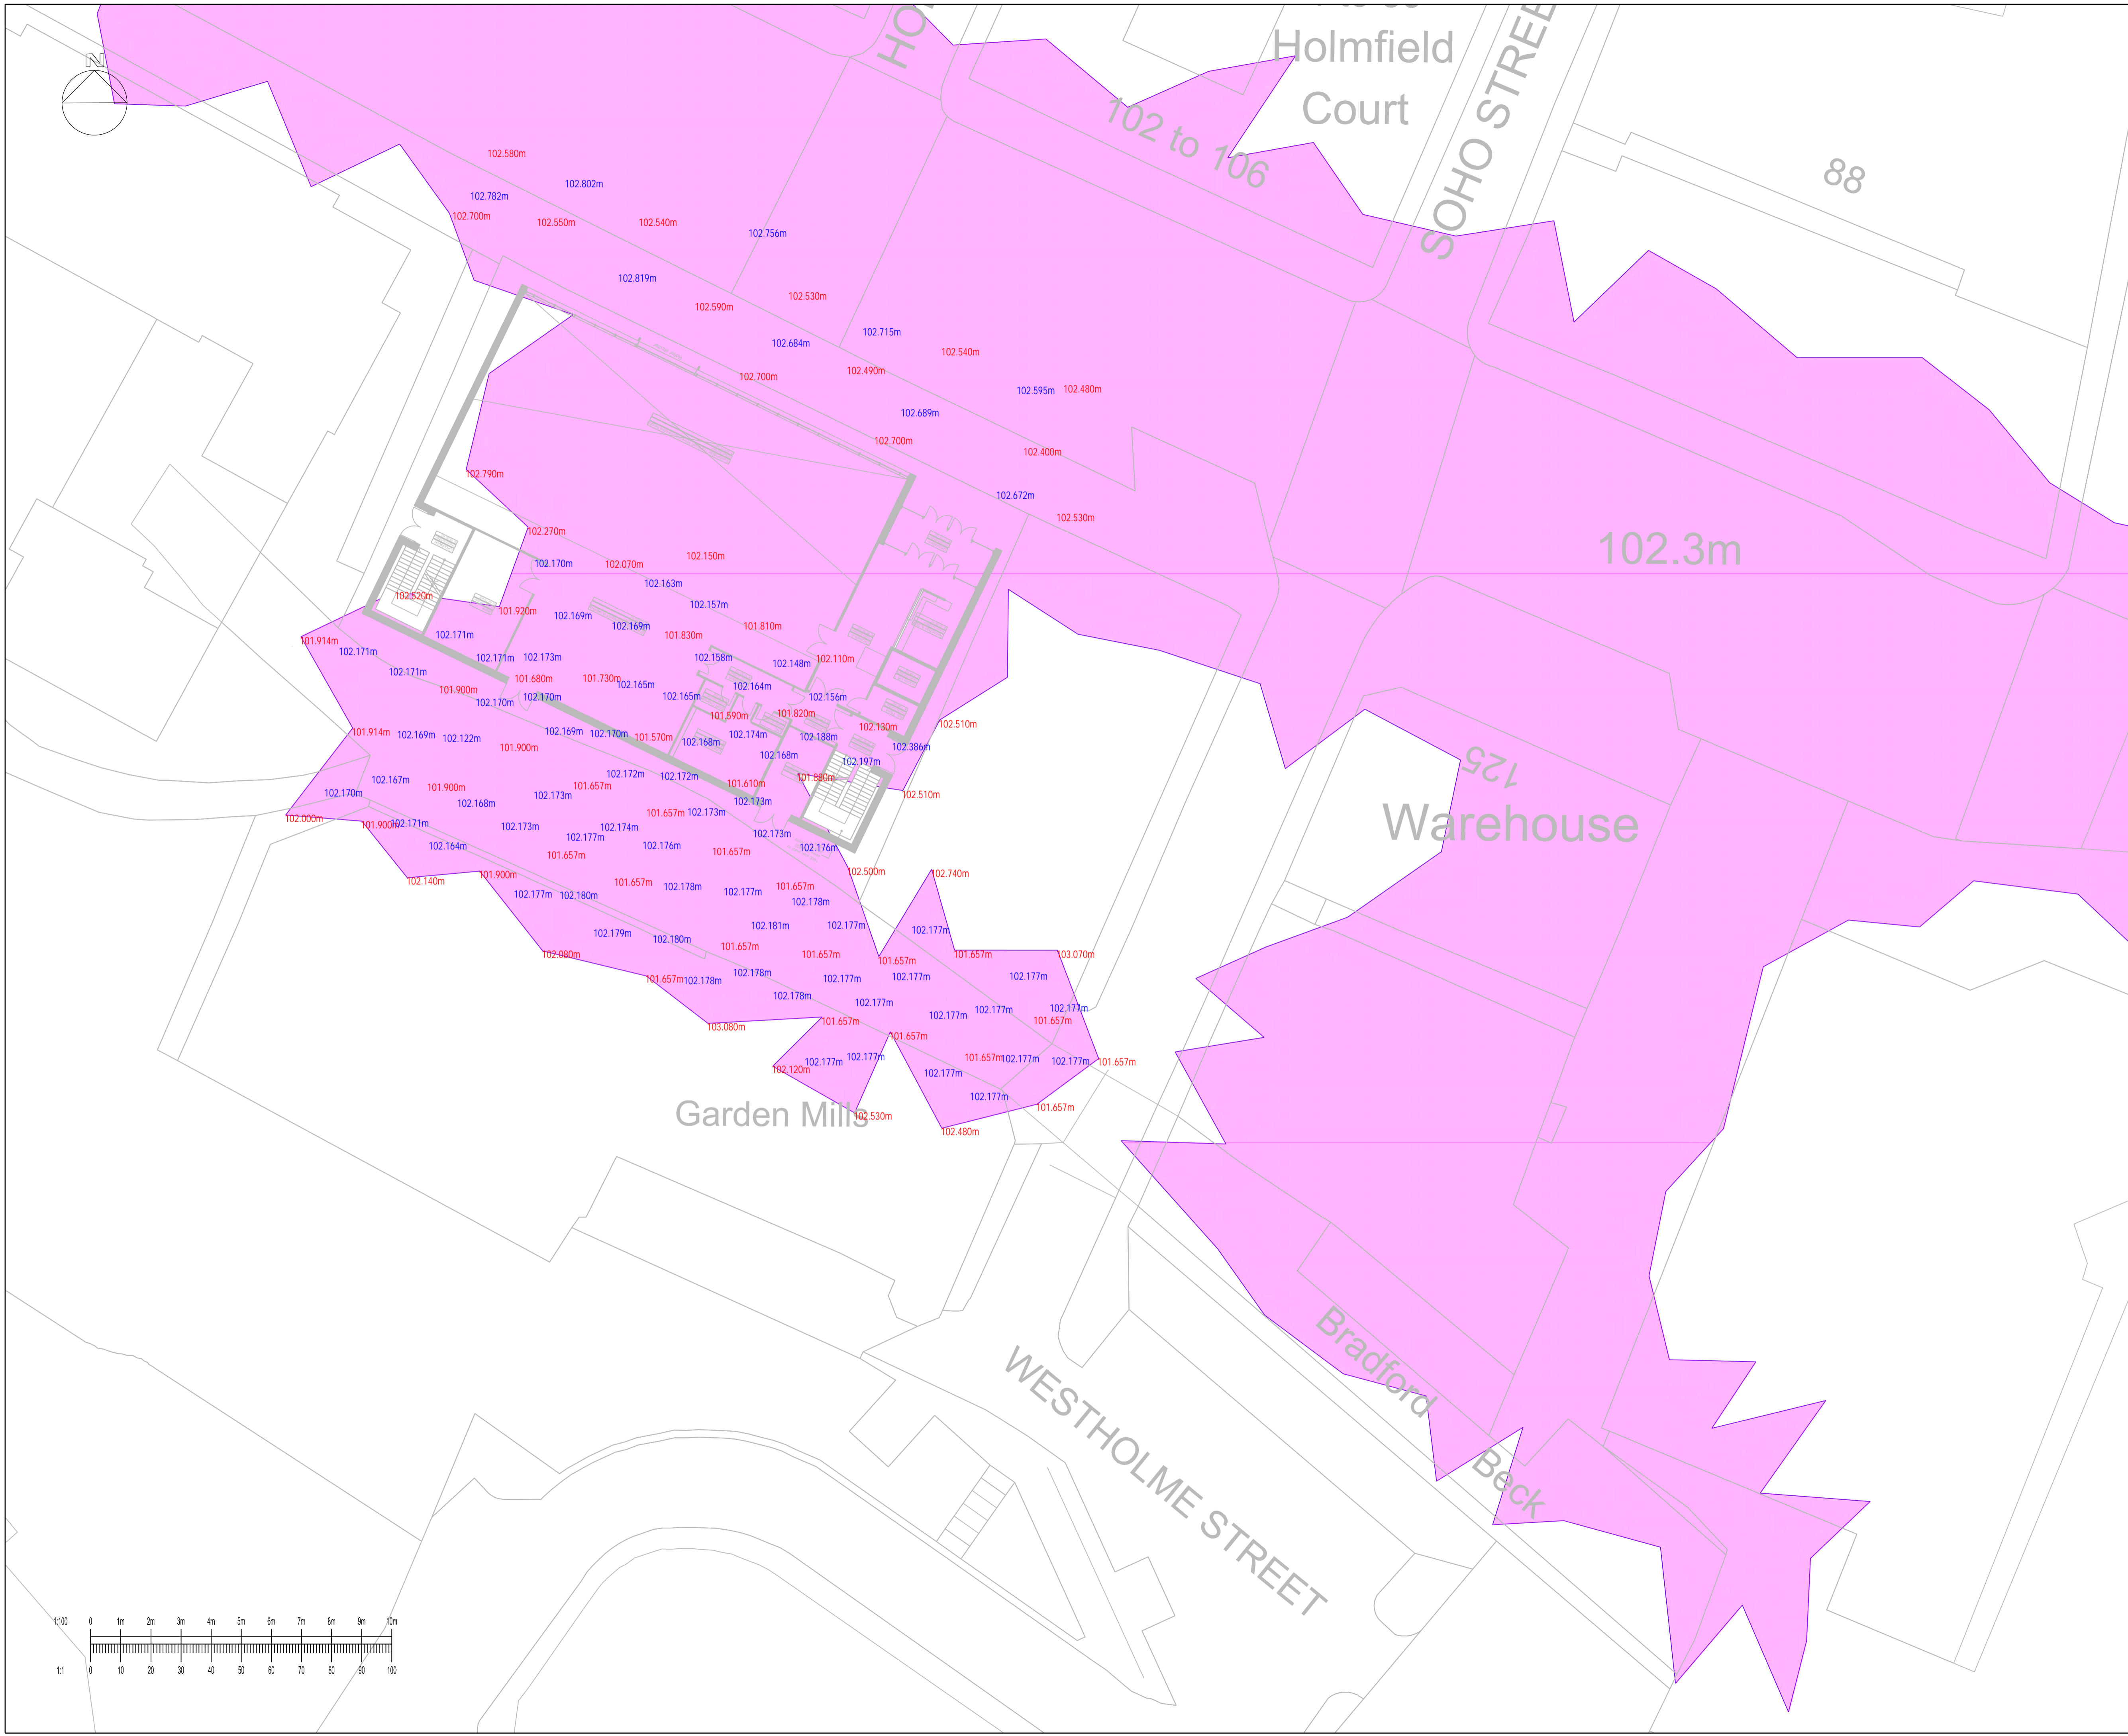 Holmfield
Court
SOHO STREE
HO
N
102 to 106
88
102.580m
102.802m
102.782m
102.700m
102.550m
102.540m
102.756m
102.819m
102.530m
102.590m
102.715m
102.684m
102.540m
102.490m
102.700m
102.595m
102.480m
102.689m
102.700m
102.400m
102.790m
102.672m
102.530m
102.270m
102.3m
102.150m
102.170m
102.070m
102.163m
102.520m
102.157m
101.920m
102.169m
102.169m
101.810m
102.171m
101.830m
101.914m
102.171m
102.171m
102.173m
102.158m
102.110m
102.148m
102.171m
101.680m
101.730m
102.165m
102.164m
101.900m
102.170m
102.170m
102.165m
102.156m
101.590m
101.820m
102.510m
102.130m
101.914m
102.169m
102.122m
102.169m
102.170m
101.570m
102.168m
102.174m
102.188m
101.900m
102.386m
102.168m
102.197m
125
Warehouse
102.167m
102.172m
102.172m
101.880m
101.900m
101.657m
101.610m
102.170m
102.173m
102.510m
102.168m
102.173m
102.000m
101.900m
102.171m
101.657m
102.173m
102.173m
102.174m
102.173m
102.177m
102.164m
102.176m
102.176m
101.657m
101.657m
102.140m
101.900m
102.500m
102.740m
101.657m
102.178m
101.657m
102.177m
102.180m
102.177m
102.178m
102.179m
102.180m
102.181m
102.177m
102.177m
102.080m
101.657m
101.657m
101.657m
101.657m
103.070m
101.657m
102.178m
102.178m
102.177m
102.177m
102.177m
102.178m
102.177m
102.177m
102.177m
102.177m
103.080m
101.657m
101.657m
101.657m
102.120m
102.177m
102.177m
101.657m
102.177m
102.177m
101.657m
102.177m
102.177m
101.657m
Garden Mills
102.530m
102.480m
Bradford
Beck
WESTHOLME STREET
1:100 0 1m 2m 3m 4m 5m 6m 7m 8m 9m 10m
1:1 0 10 20 30 40 50 60 70 80 90 100